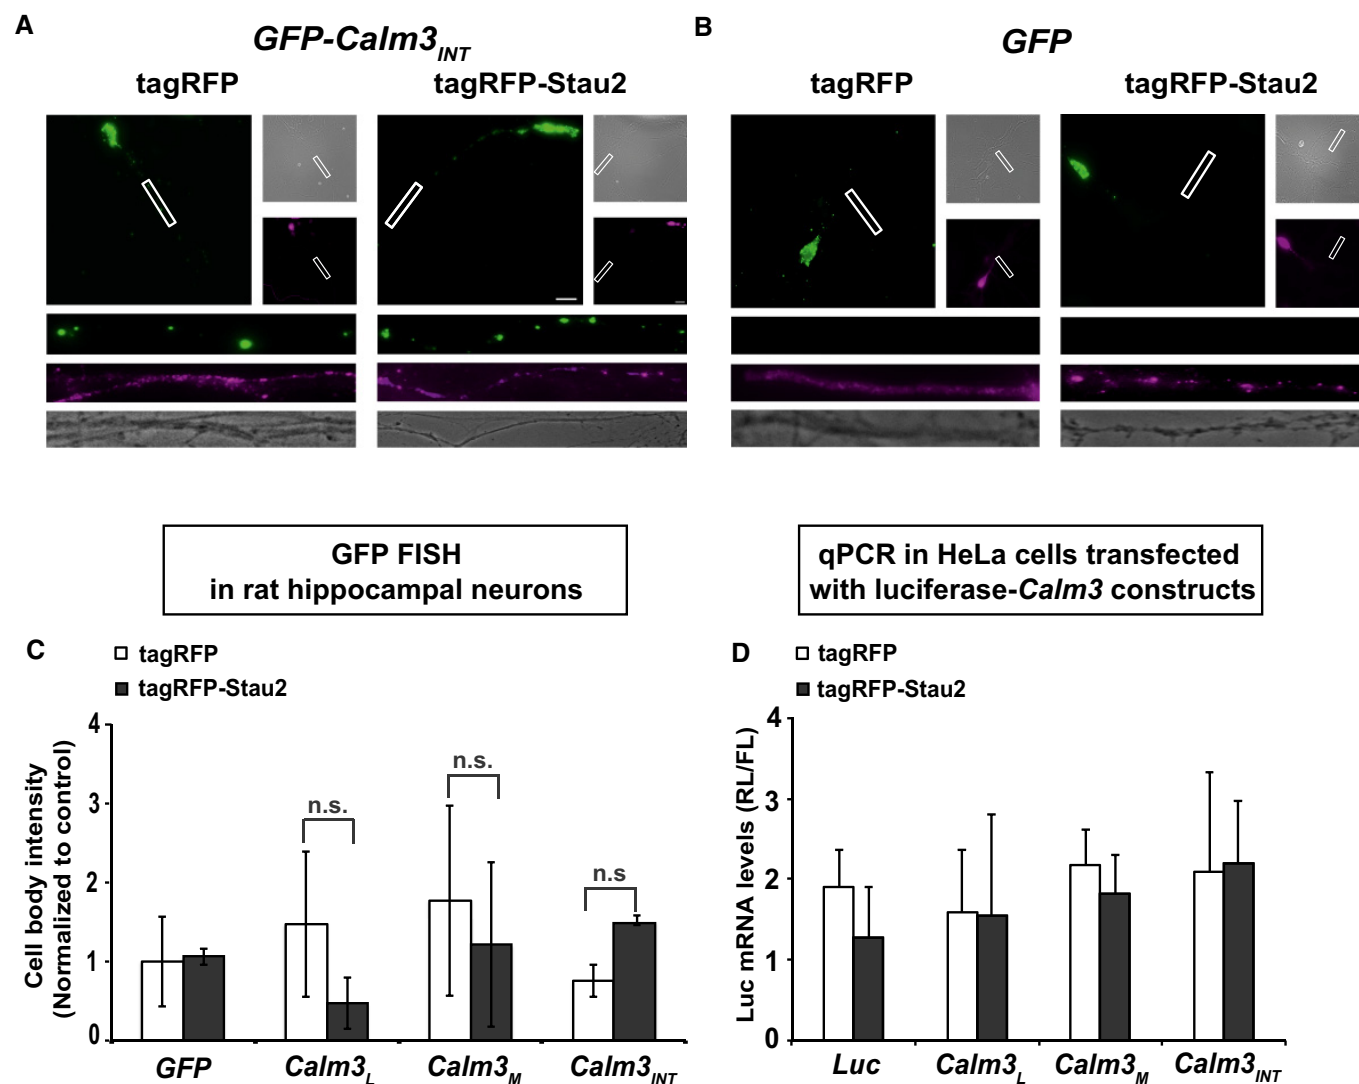 A
GFP-Calm3INT
tagRFP
tagRFP-Stau2
B
GFP
tagRFP
tagRFP-Stau2
GFP FISH
in rat hippocampal neurons
qPCR in HeLa cells transfected
with luciferase-Calm3 constructs
C
tagRFP
tagRFP-Stau2
Cell body intensity
(Normalized to control)
4
3
2
1
0
n.s.
n.s.
n.s
GFP
Calm3L
Calm3M
Calm3INT
D
tagRFP
tagRFP-Stau2
Luc mRNA levels (RL/FL)
4
3
2
1
0
Luc
Calm3L
Calm3M
Calm3INT